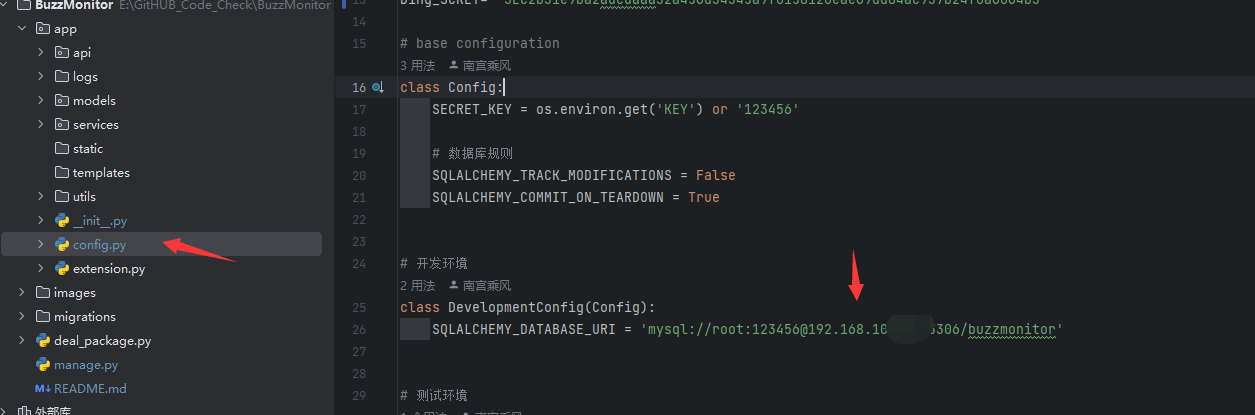 BuzzMonitor E:\GitHUB_Code_Check\BuzzMonitor
app
api
logs
models
services
static
templates
utils
__init__.py
config.py
extension.py
images
migrations
deal_package.py
manage.py
README.md
外部库
14
15 # base configuration
3 用法 南宫乘风
16 class Config:
17 SECRET_KEY = os.environ.get('KEY') or '123456'
18
19 # 数据库规则
20 SQLALCHEMY_TRACK_MODIFICATIONS = False
21 SQLALCHEMY_COMMIT_ON_TEARDOWN = True
22
23
24 # 开发环境
2 用法 南宫乘风
25 class DevelopmentConfig(Config):
26 SQLALCHEMY_DATABASE_URI = 'mysql://root:123456@192.168.10 6306/buzzmonitor'
27
28
29 # 测试环境